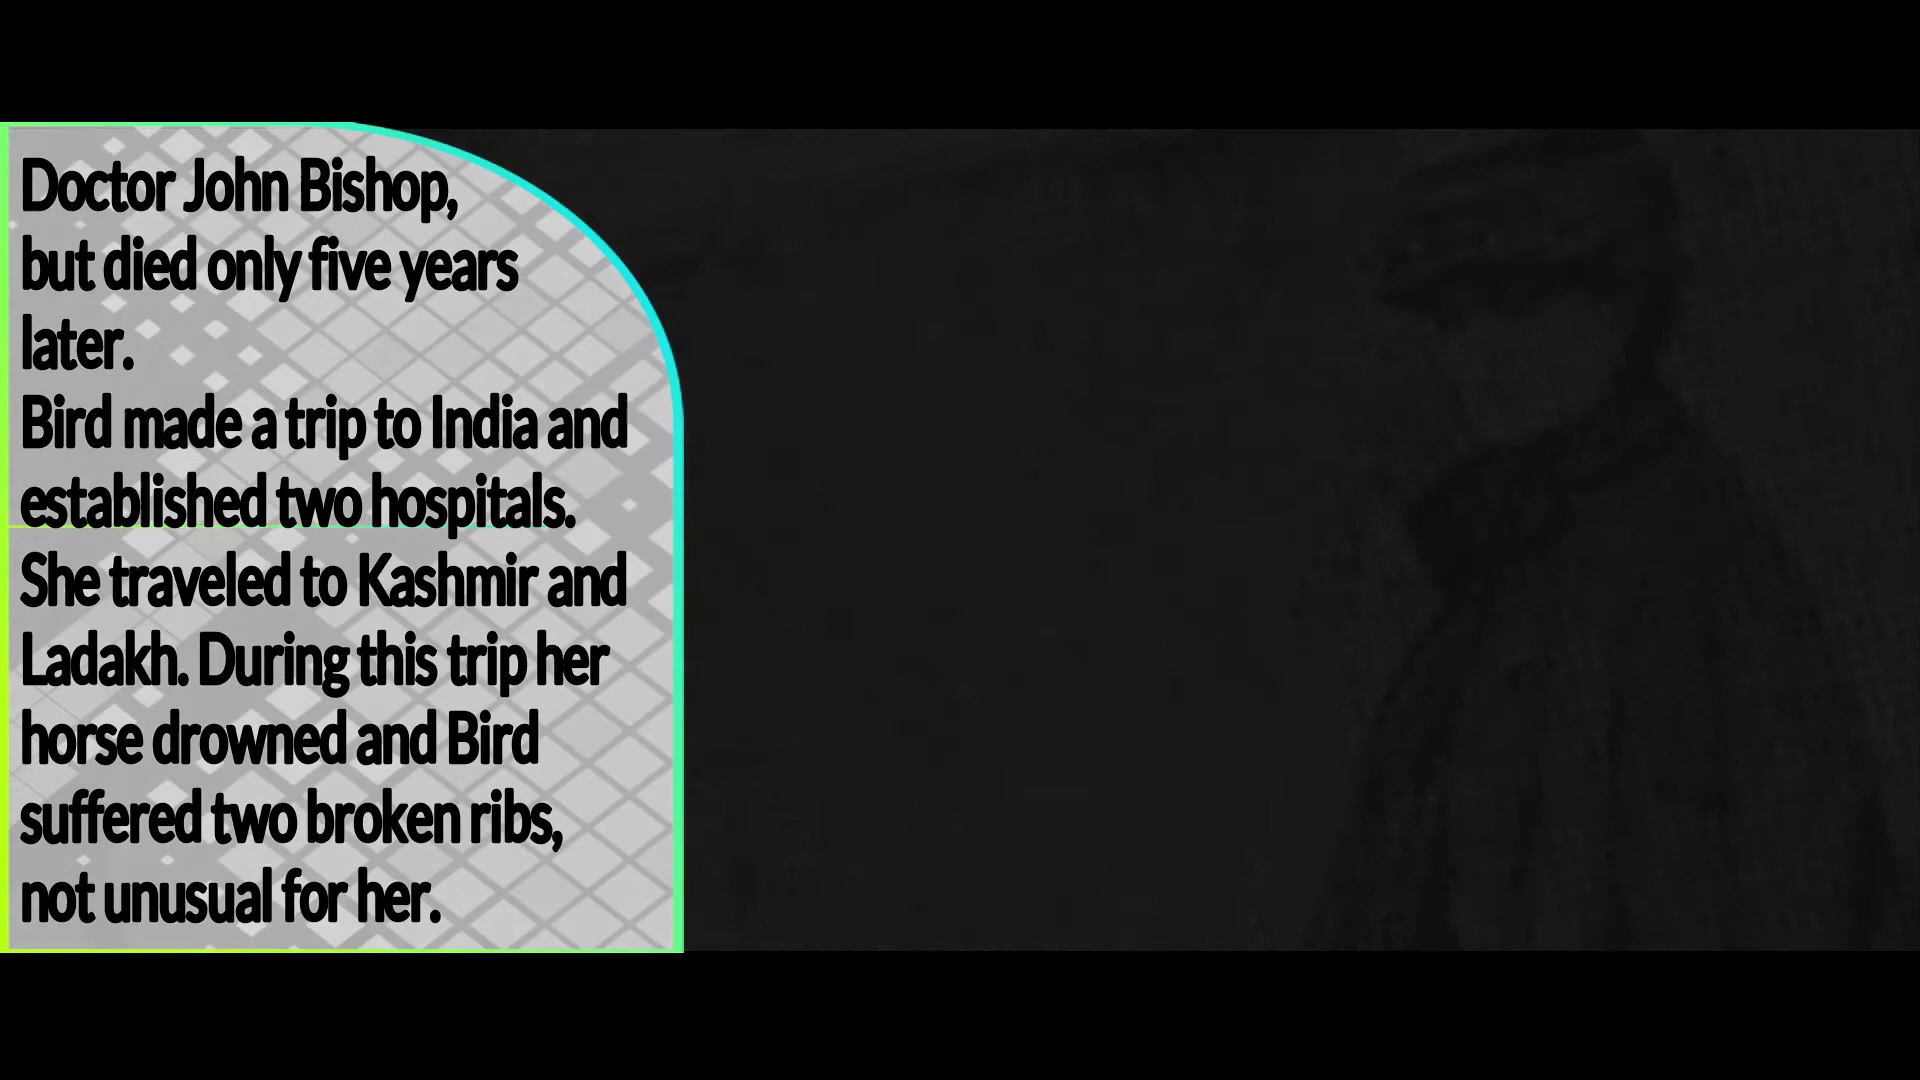 Doctor John Bishop,
but died only five years
later.
Bird made a trip to India and
established two hospitals.
She traveled to Kashmir and
Ladakh. During this trip her
horse drowned and Bird
suffered two broken ribs,
not unusual for her.